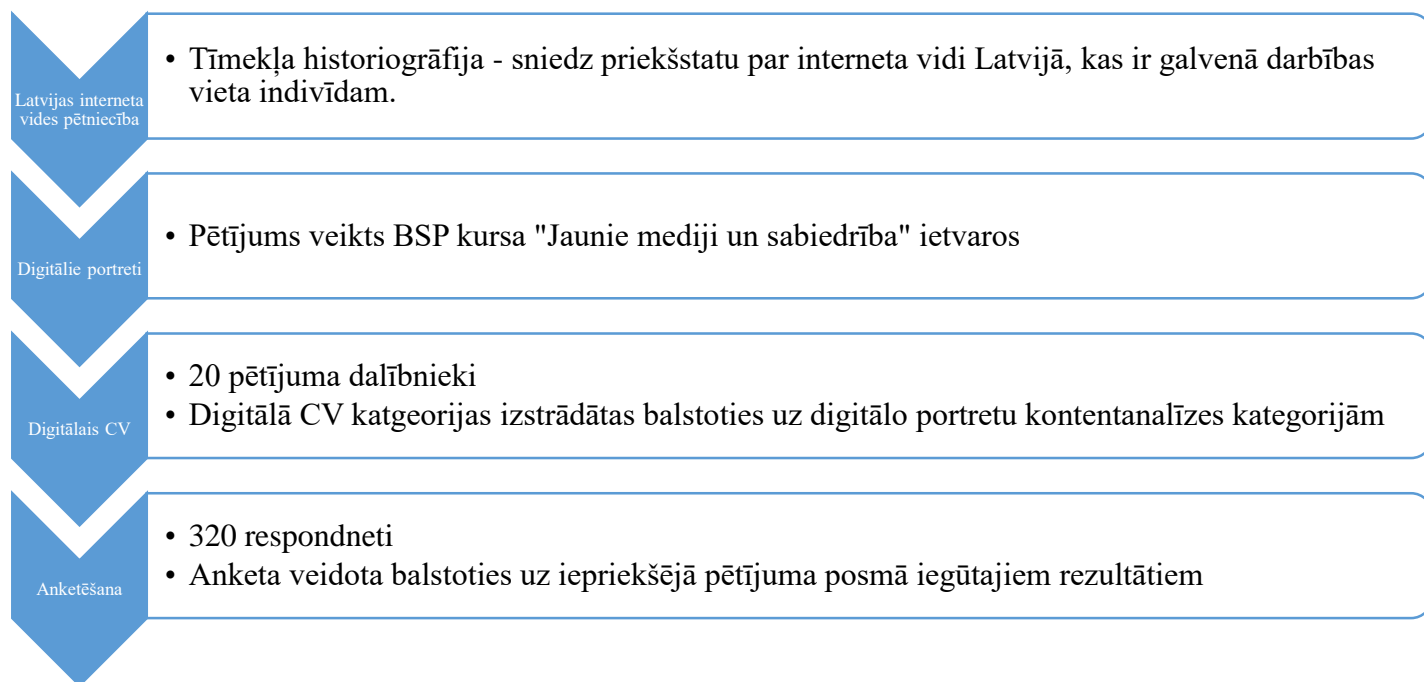 Latvijas interneta
vides pētniecība
• Tīmekļa historiogrāfija - sniedz priekšstatu par interneta vidi Latvijā, kas ir galvenā darbības
vieta indivīdam.
Digitālie portreti
• Pētījums veikts BSP kursa "Jaunie mediji un sabiedrība" ietvaros
Digitālais CV
• 20 pētījuma dalībnieki
• Digitālā CV katgeorijas izstrādātas balstoties uz digitālo portretu kontentanalīzes kategorijām
Anketēšana
• 320 respondneti
• Anketa veidota balstoties uz iepriekšējā pētījuma posmā iegūtajiem rezultātiem